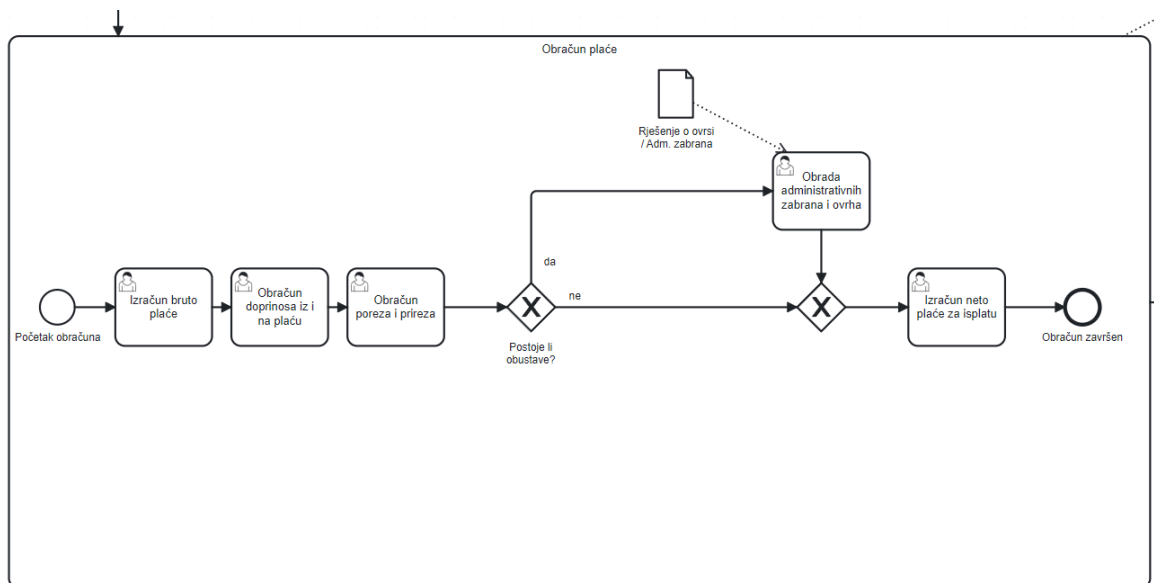 Obračun plaće
Rješenje o ovrsi
/ Adm. zabrana
Obrada
administrativnih
zabrana i ovrha
da
ne
Početak obračuna
Izračun bruto
plaće
Obračun
doprinosa iz i
na plaću
Obračun
poreza i prireza
Postoje li
obustave?
Izračun neto
plaće za isplatu
Obračun završen